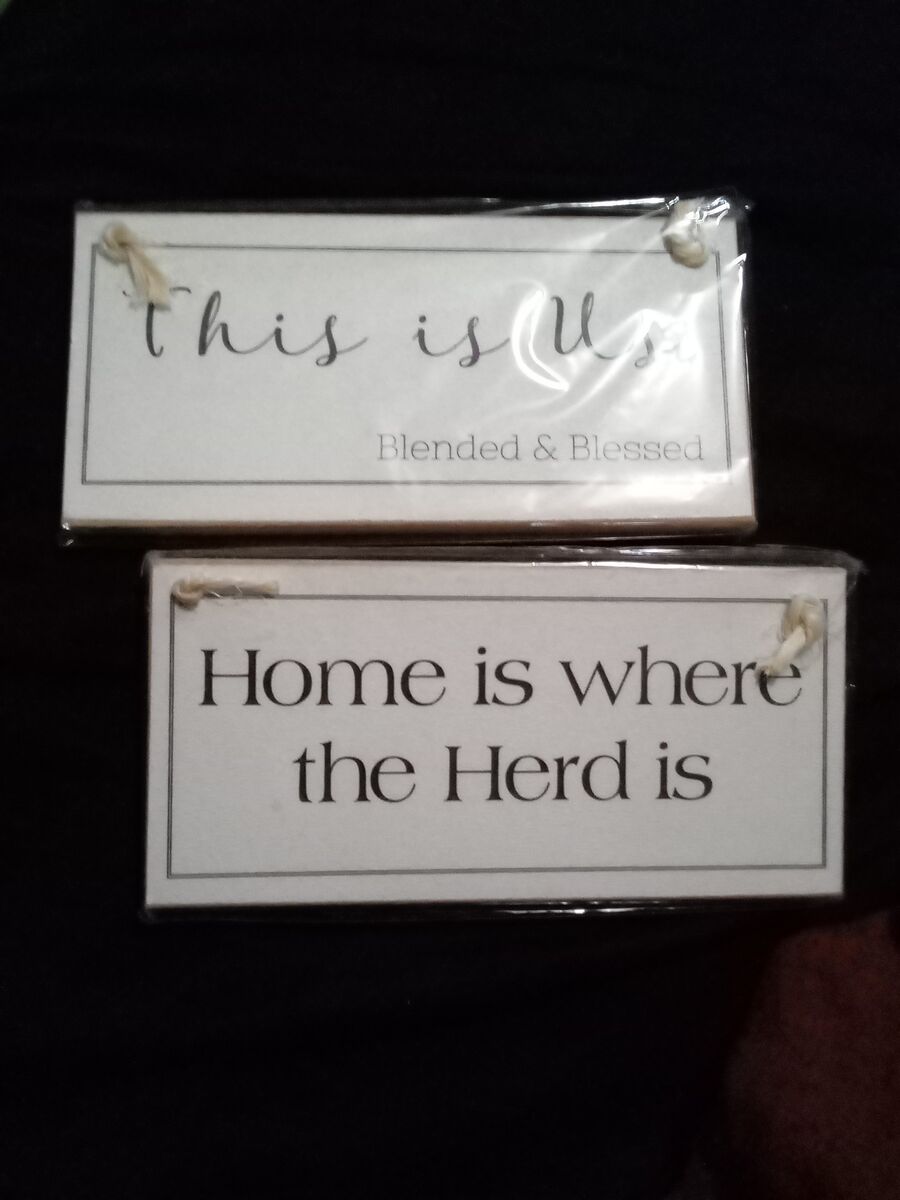 This is Us
Blended & Blessed
Home is where
the Herd is